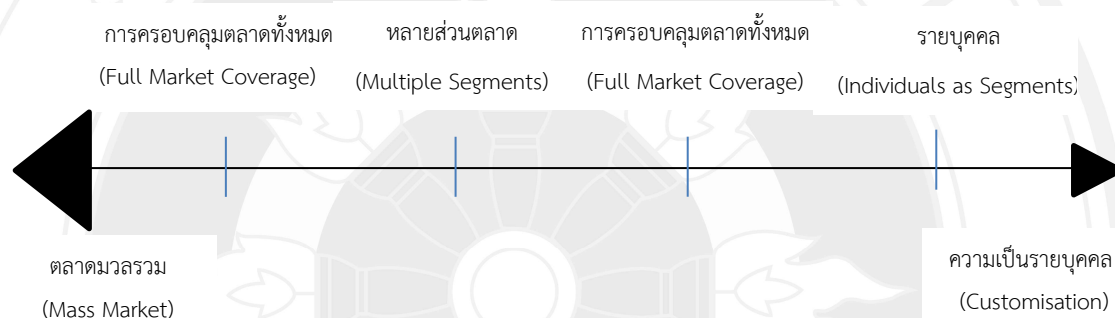 การครอบคลุมตลาดทั้งหมด
(Full Market Coverage)
หลายส่วนตลาด
(Multiple Segments)
การครอบคลุมตลาดทั้งหมด
(Full Market Coverage)
รายบุคคล
(Individuals as Segments)
ตลาดมวลรวม
(Mass Market)
ความเป็นรายบุคคล
(Customisation)